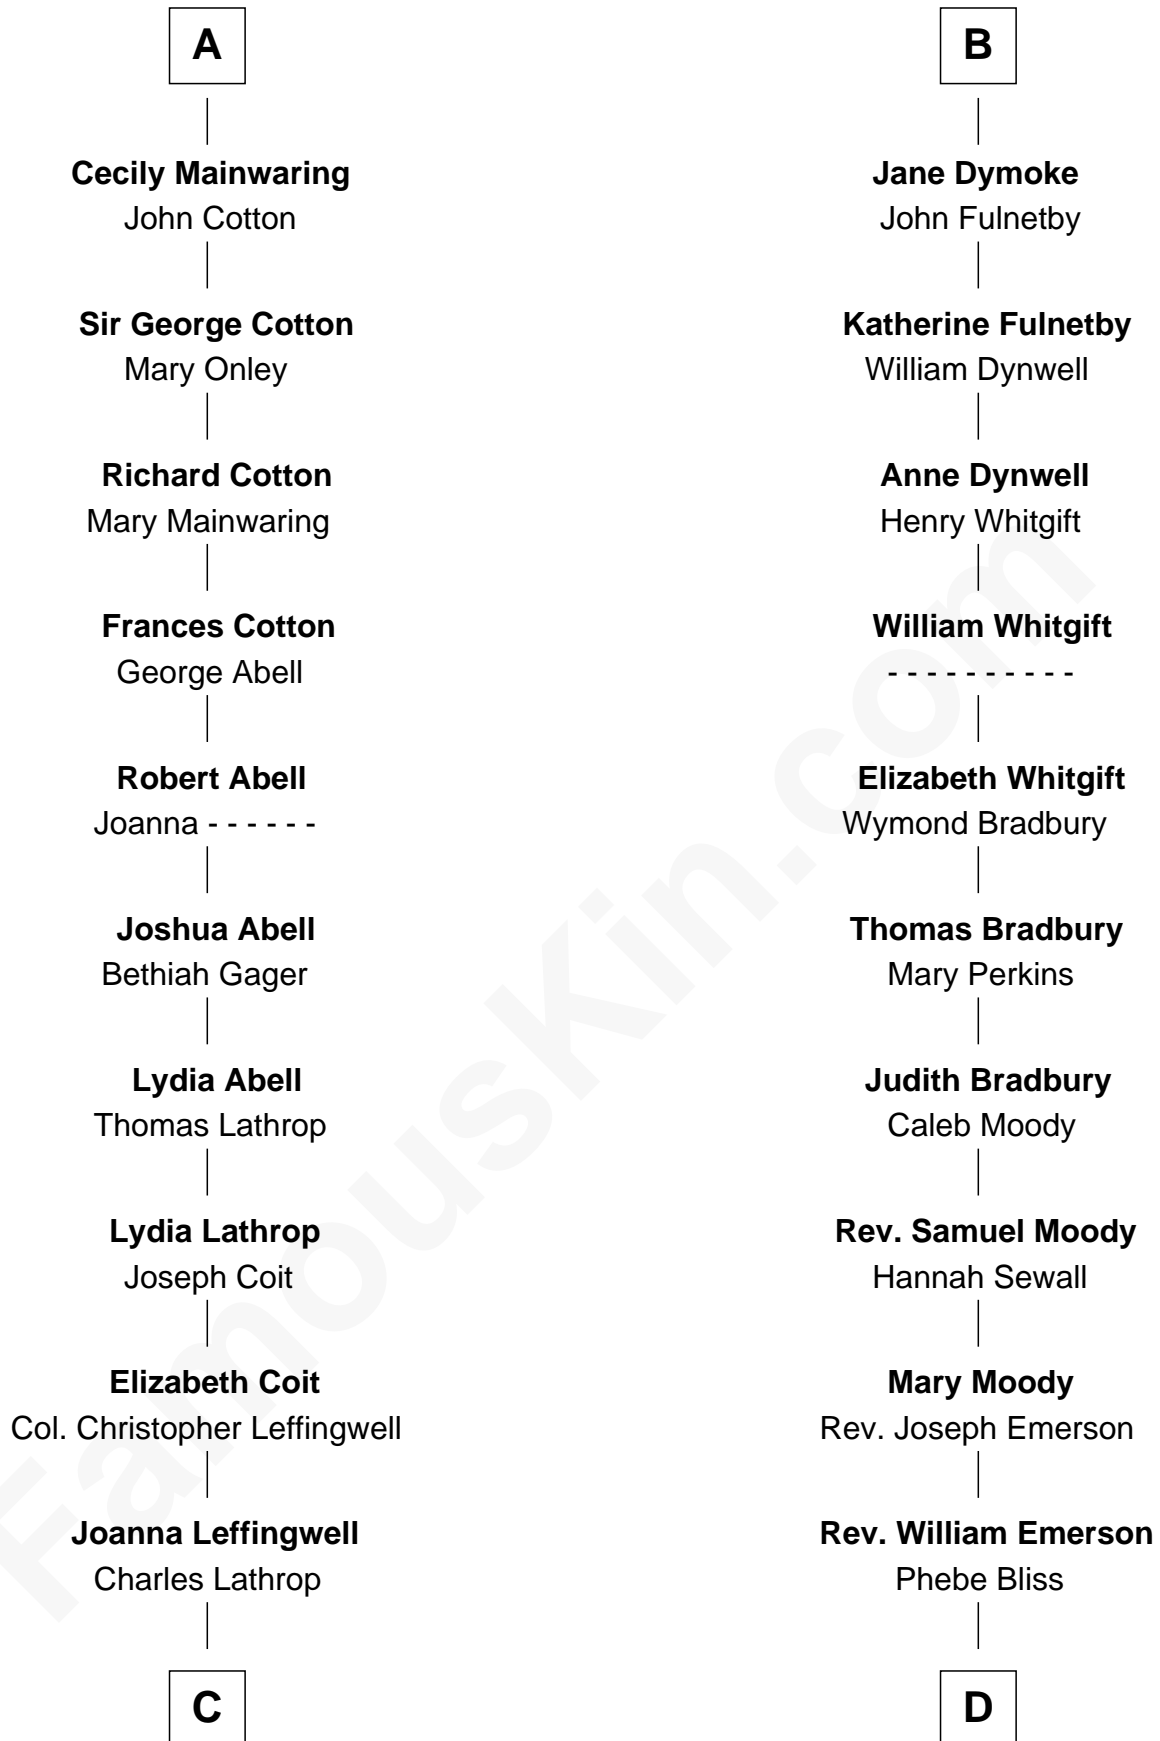 A
Cecily Mainwaring
John Cotton
Sir George Cotton
Mary Onley
Richard Cotton
Mary Mainwaring
Frances Cotton
George Abell
Robert Abell
Joanna - - - - - -
Joshua Abell
Bethiah Gager
Lydia Abell
Thomas Lathrop
Lydia Lathrop
Joseph Coit
Elizabeth Coit
Col. Christopher Leffingwell
Joanna Leffingwell
Charles Lathrop
C
B
Jane Dymoke
John Fulnetby
Katherine Fulnetby
William Dynwell
Anne Dynwell
Henry Whitgift
William Whitgift
- - - - - - - - - -
Elizabeth Whitgift
Wymond Bradbury
Thomas Bradbury
Mary Perkins
Judith Bradbury
Caleb Moody
Rev. Samuel Moody
Hannah Sewall
Mary Moody
Rev. Joseph Emerson
Rev. William Emerson
Phebe Bliss
D
FamousKin.com